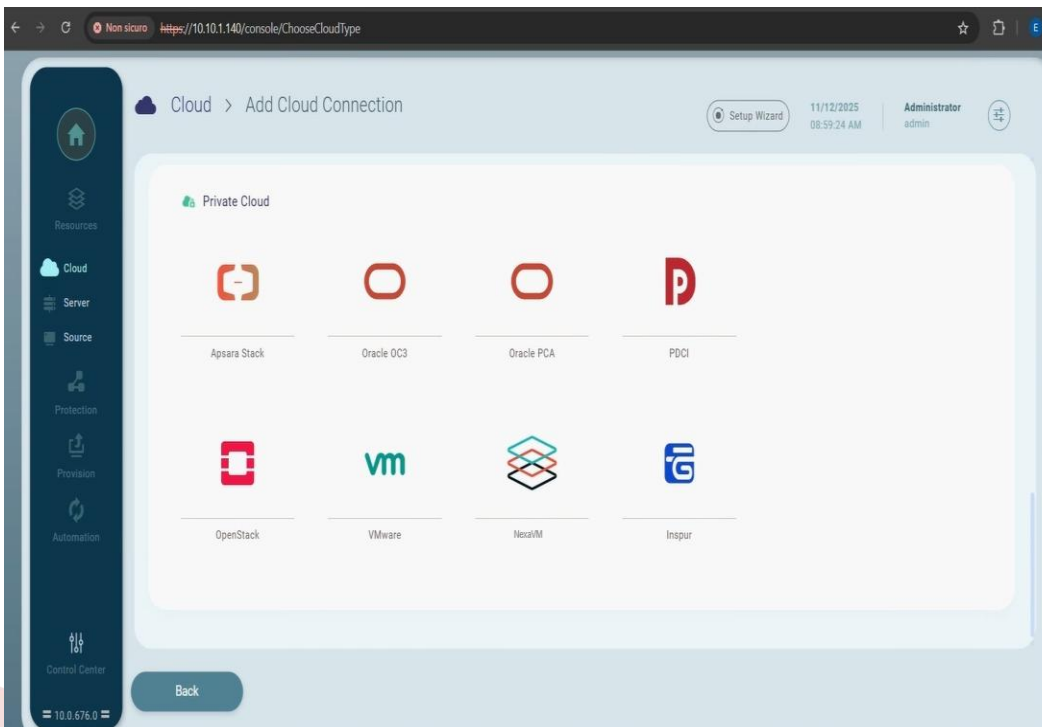 Non sicuro https://10.10.1.140/console/ChooseCloudType
E
Cloud > Add Cloud Connection
Setup Wizard
11/12/2025
08:59:24 AM
Administrator
admin
Resources
Cloud
Server
Source
Protection
Provision
Automation
Control Center
10.0.676.0
Private Cloud
Apsara Stack
Oracle OC3
Oracle PCA
PDCI
vm
OpenStack
VMware
NexaVM
Inspur
Back